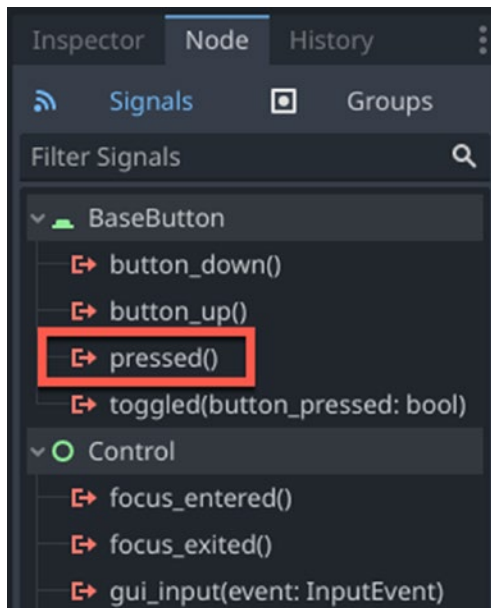 Inspector Node History
Signals Groups
Filter Signals
BaseButton
button_down()
button_up()
pressed()
toggled(button_pressed: bool)
Control
focus_entered()
focus_exited()
gui_input(event: InputEvent)